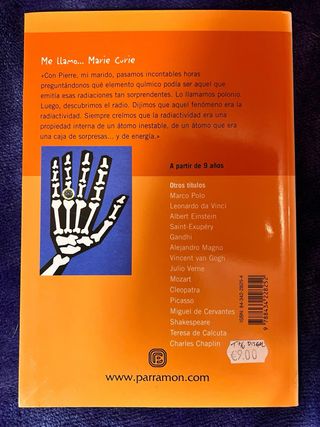 Me llamo... Marie Curie
«Con Pierre, mi marido, pasamos incontables horas
preguntándonos qué elemento químico podía ser aquel que
emitía esas radiaciones tan sorprendentes. Lo llamamos polonio.
Luego, descubrimos el radio. Dijimos que aquel fenómeno era la
radiactividad. Siempre creímos que la radiactividad era una
propiedad interna de un átomo inestable, de un átomo que era
una caja de sorpresas... y de energía.»
A partir de 9 años
Otros títulos
Marco Polo
Leonardo da Vinci
Albert Einstein
Saint-Exupéry
Gandhi
Alejandro Magno
Vincent van Gogh
Julio Verne
Mozart
Cleopatra
Picasso
Miguel de Cervantes
Shakespeare
Teresa de Calcuta
Charles Chaplin
€9.00
www.parramon.com